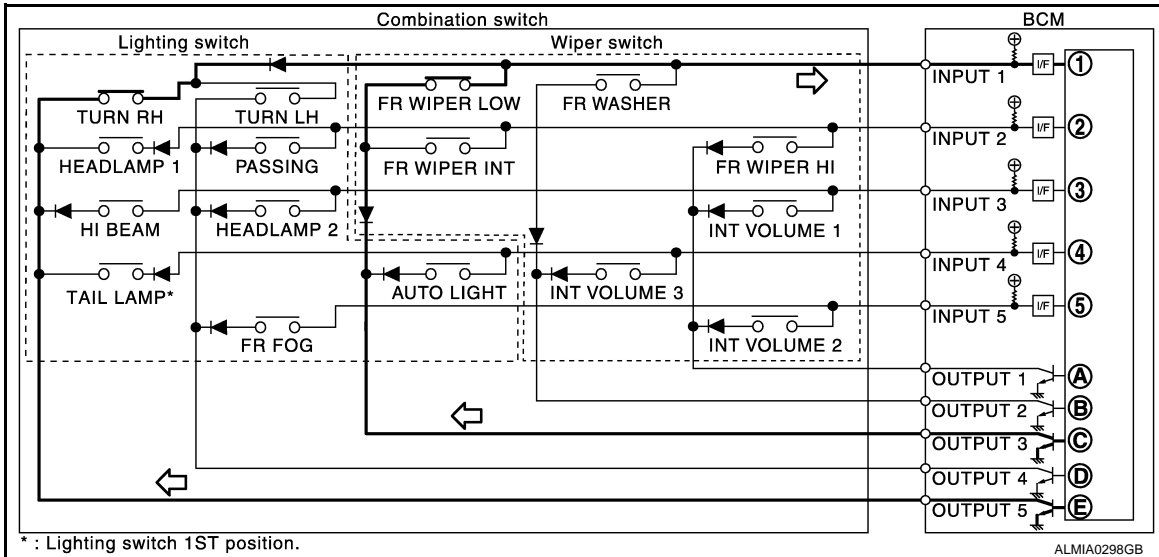 Combination switch
BCM
Lighting switch
Wiper switch
INPUT 1
I/F
1
TURN RH
TURN LH
FR WIPER LOW
FR WASHER
INPUT 2
I/F
2
HEADLAMP 1
PASSING
FR WIPER INT
FR WIPER HI
INPUT 3
I/F
3
HI BEAM
HEADLAMP 2
INT VOLUME 1
INPUT 4
I/F
4
TAIL LAMP*
AUTO LIGHT
INT VOLUME 3
INPUT 5
I/F
5
FR FOG
INT VOLUME 2
OUTPUT 1
A
OUTPUT 2
B
OUTPUT 3
C
OUTPUT 4
D
OUTPUT 5
E
* : Lighting switch 1ST position.
ALMIA0298GB